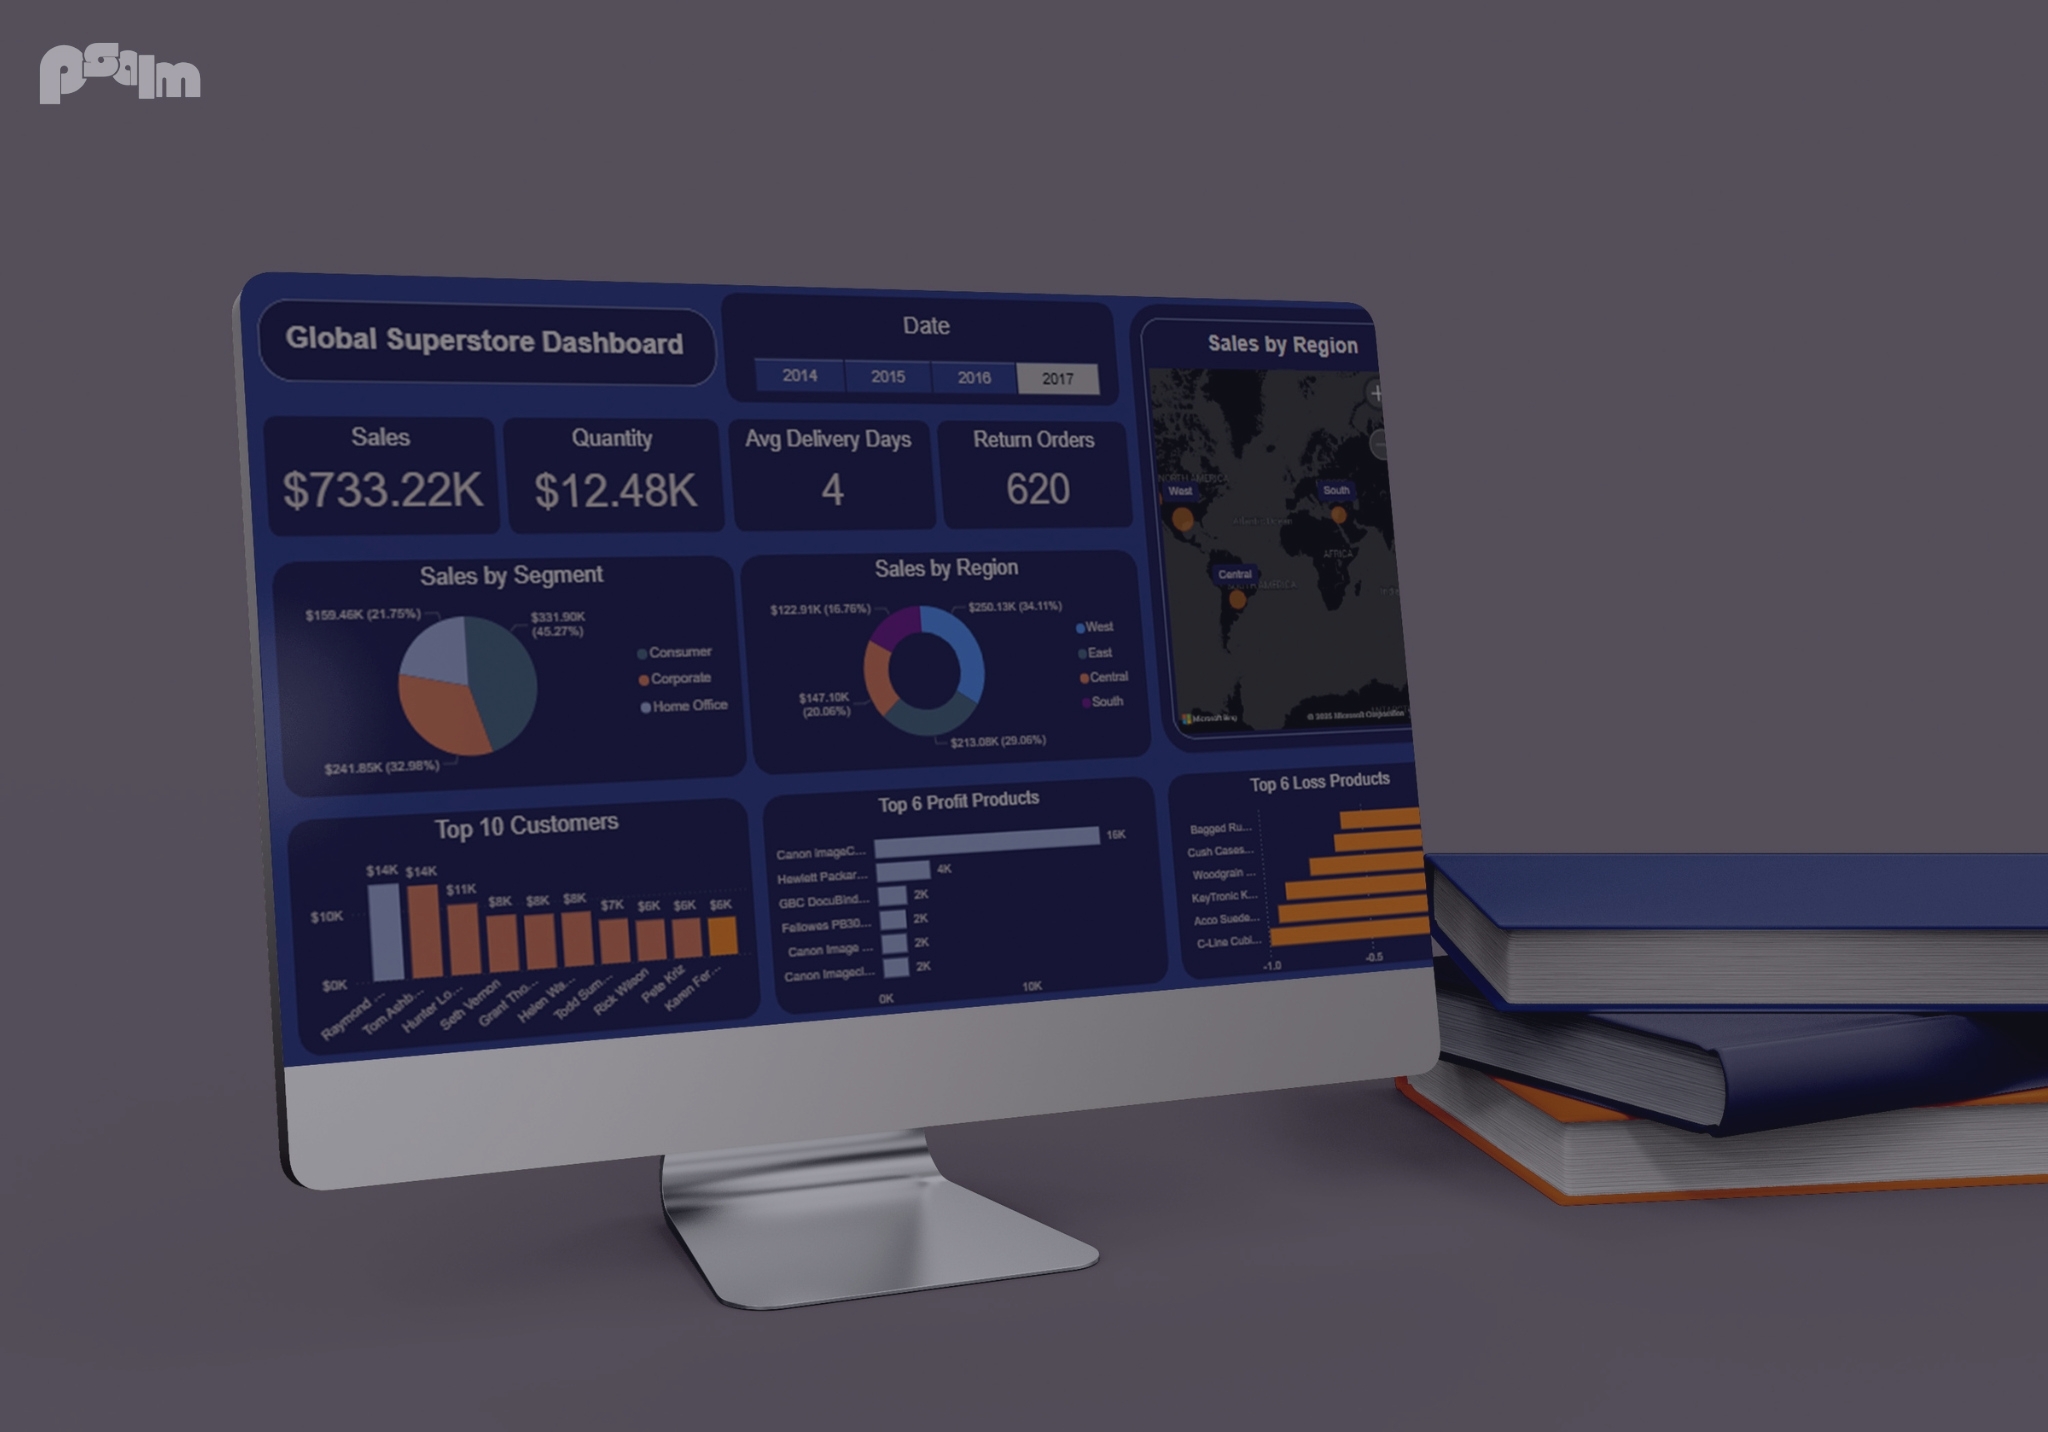 psalm
Global Superstore Dashboard
Date
2014 2015 2016 2017
Sales
$733.22K
Quantity
$12.48K
Avg Delivery Days
4
Return Orders
620
Sales by Region
+
NORTH AMERICA
West
South
AFRICA
Central
SOUTH AMERICA
Microsoft Bing
© 2025 Microsoft Corporation
Sales by Segment
$159.46K (21.75%)
$331.90K
(45.27%)
$241.85K (32.98%)
Consumer
Corporate
Home Office
Sales by Region
$122.91K (16.76%)
$250.13K (34.11%)
$147.10K
(20.06%)
$213.08K (29.06%)
West
East
Central
South
Top 10 Customers
$14K $14K $11K $8K $8K $8K $7K $6K $6K $6K
$10K
$0K
Raymond ...
Tom Ashb...
Hunter Lo...
Seth Vernon
Grant Tho...
Helen Wa...
Todd Sum...
Rick Wilson
Pete Kriz
Karen Fer...
Top 6 Profit Products
Canon imageC... 16K
Hewlett Packar... 4K
GBC DocuBind... 2K
Fellowes PB30... 2K
Canon Image ... 2K
Canon Imagecl... 2K
0K 10K
Top 6 Loss Products
Bagged Ru...
Cush Cases...
Woodgrain ...
KeyTronic K...
Acco Suede...
C-Line Cubi...
-1.0 -0.5